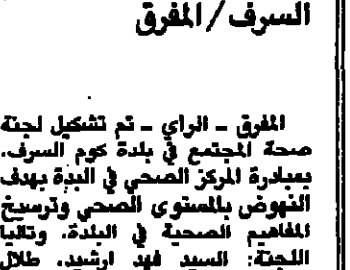 السرف/المفرق
المفرق ـ الراي ـ تم تشكيل لجنة
صحة المجتمع في بلدة كوم السرف.
بمبادرة المركز الصحي في البدة بهدف
النهوض بالمستوى الصحي وترسيخ
المفاهيم الصحية في البلدة. وتاليا
اللجنة: السيد فهد ارشيد، طلال